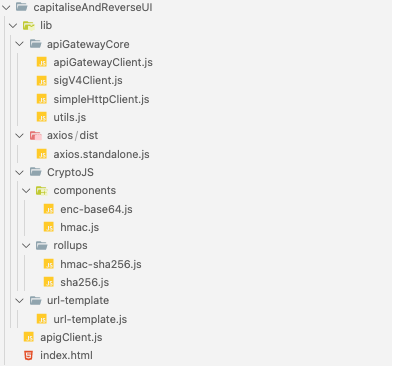 capitaliseAndReverseUI
lib
apiGatewayCore
apiGatewayClient.js
sigV4Client.js
simpleHttpClient.js
utils.js
axios/dist
axios.standalone.js
CryptoJS
components
enc-base64.js
hmac.js
rollups
hmac-sha256.js
sha256.js
url-template
url-template.js
apigClient.js
index.html